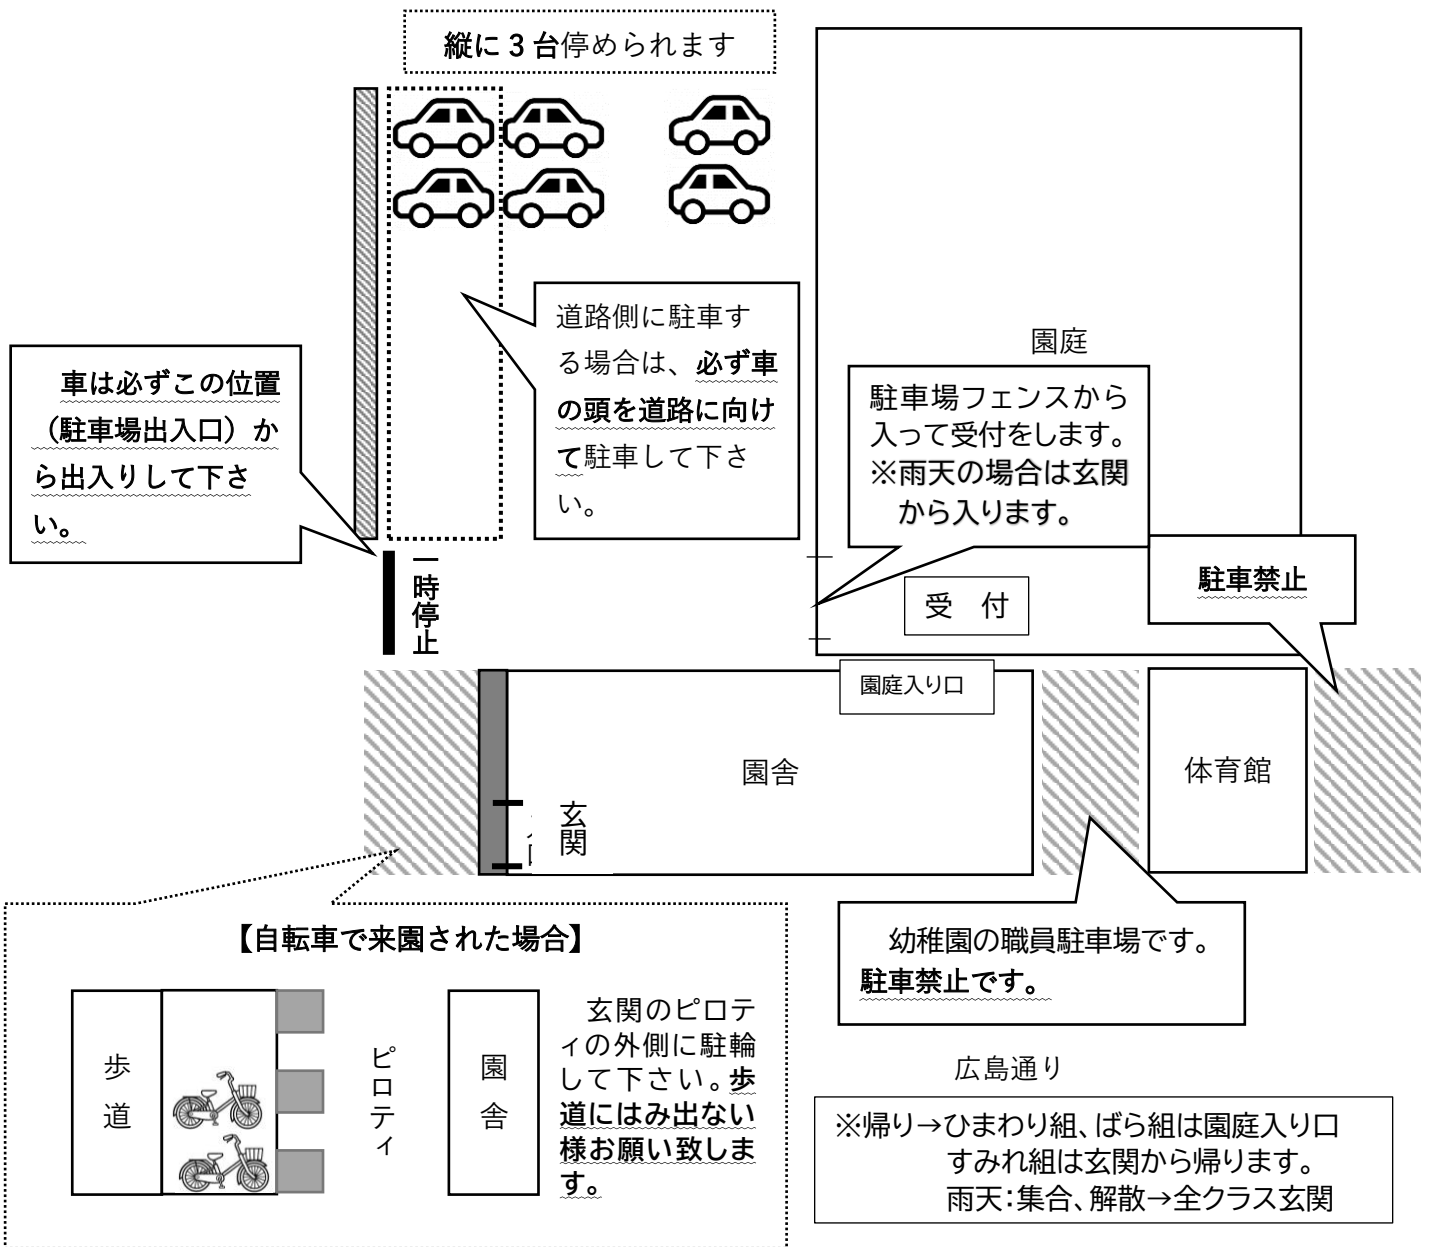 縦に3台停められます
道路側に駐車す
る場合は、必ず車
の頭を道路に向け
て駐車して下さ
い。
車は必ずこの位置
（駐車場出入口）か
ら出入りして下さ
い。
園庭
駐車場フェンスから
入って受付をします。
※雨天の場合は玄関
から入ります。
駐車禁止
一時停止
受　付
園庭入り口
園舎
体育館
玄関
【自転車で来園された場合】
歩道
ピロティ
園舎
玄関のピロテ
ィの外側に駐輪
して下さい。歩
道にはみ出ない
様お願い致しま
す。
幼稚園の職員駐車場です。
駐車禁止です。
広島通り
※帰り→ひまわり組、ばら組は園庭入り口
すみれ組は玄関から帰ります。
雨天：集合、解散→全クラス玄関